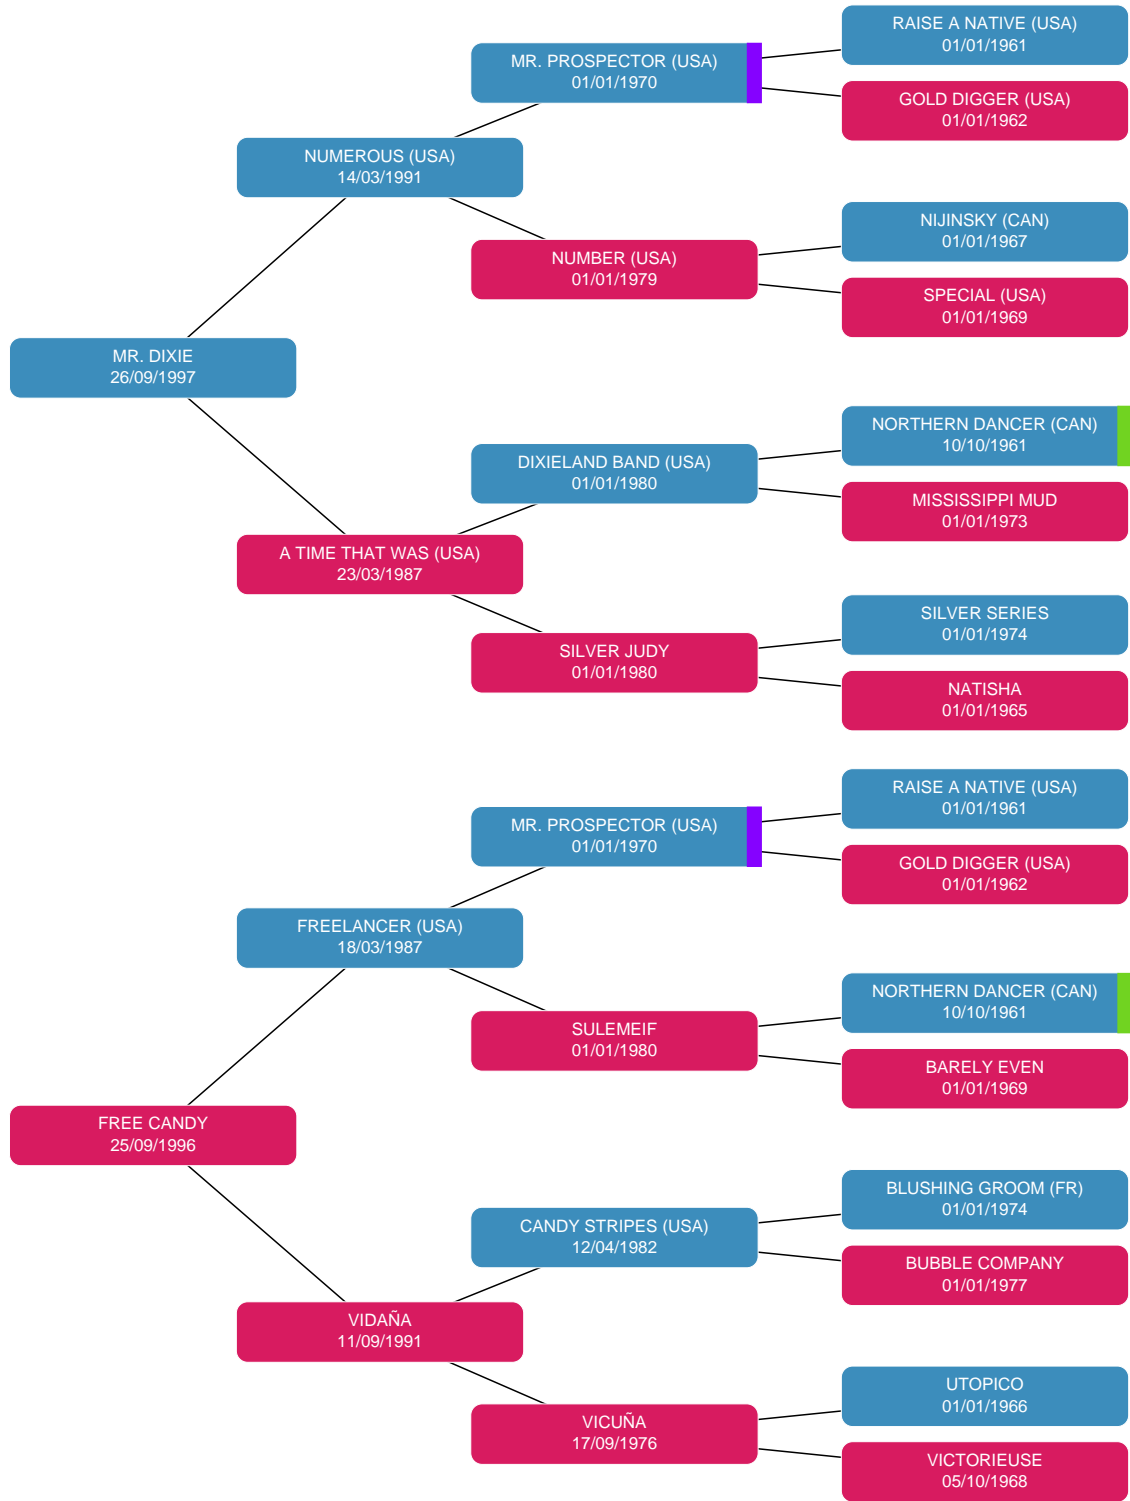 RAISE A NATIVE (USA)
01/01/1961
MR. PROSPECTOR (USA)
01/01/1970
GOLD DIGGER (USA)
01/01/1962
NUMEROUS (USA)
14/03/1991
NIJINSKY (CAN)
01/01/1967
NUMBER (USA)
01/01/1979
SPECIAL (USA)
01/01/1969
MR. DIXIE
26/09/1997
NORTHERN DANCER (CAN)
10/10/1961
DIXIELAND BAND (USA)
01/01/1980
MISSISSIPPI MUD
01/01/1973
A TIME THAT WAS (USA)
23/03/1987
SILVER SERIES
01/01/1974
SILVER JUDY
01/01/1980
NATISHA
01/01/1965
RAISE A NATIVE (USA)
01/01/1961
MR. PROSPECTOR (USA)
01/01/1970
GOLD DIGGER (USA)
01/01/1962
FREELANCER (USA)
18/03/1987
NORTHERN DANCER (CAN)
10/10/1961
SULEMEIF
01/01/1980
BARELY EVEN
01/01/1969
FREE CANDY
25/09/1996
BLUSHING GROOM (FR)
01/01/1974
CANDY STRIPES (USA)
12/04/1982
BUBBLE COMPANY
01/01/1977
VIDAÑA
11/09/1991
UTOPICO
01/01/1966
VICUÑA
17/09/1976
VICTORIEUSE
05/10/1968